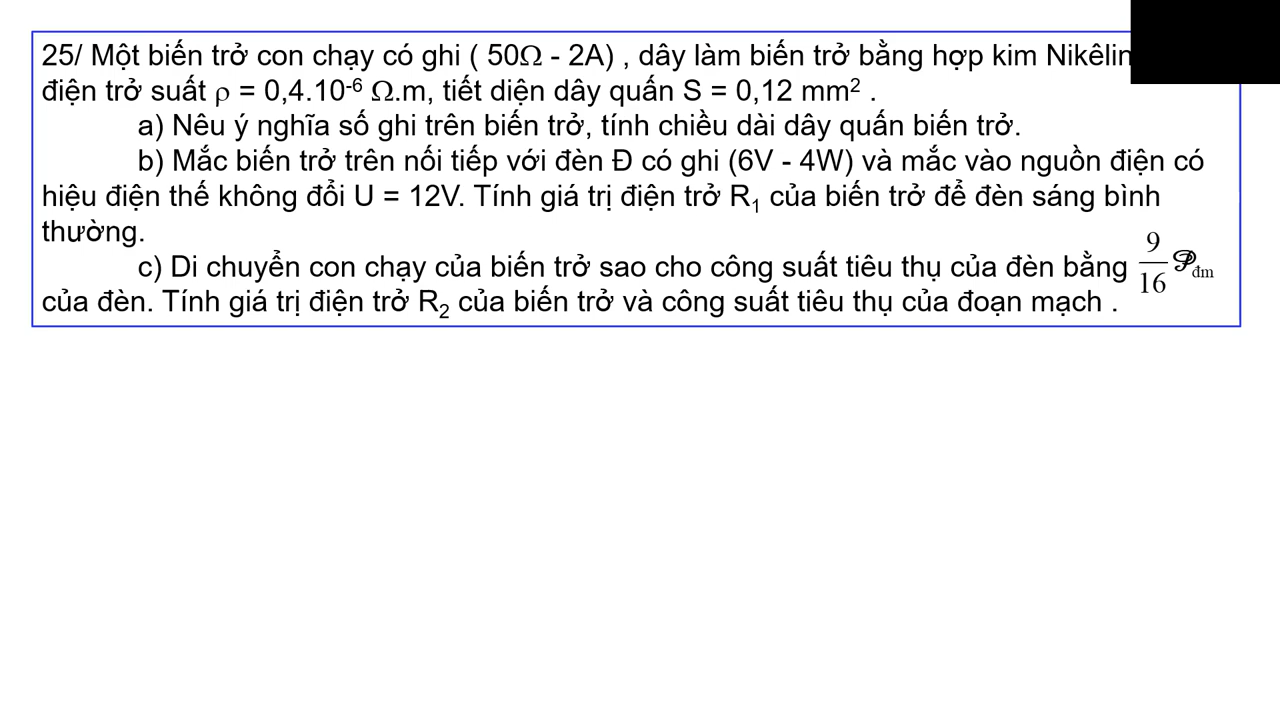 25/ Một biến trở con chạy có ghi ( 50Ω - 2A) , dây làm biến trở bằng hợp kim Nikêlin
điện trở suất ρ = 0,4.10⁻⁶ Ω.m, tiết diện dây quấn S = 0,12 mm² .
a) Nêu ý nghĩa số ghi trên biến trở, tính chiều dài dây quấn biến trở.
b) Mắc biến trở trên nối tiếp với đèn Đ có ghi (6V - 4W) và mắc vào nguồn điện có
hiệu điện thế không đổi U = 12V. Tính giá trị điện trở R₁ của biến trở để đèn sáng bình
thường.
c) Di chuyển con chạy của biến trở sao cho công suất tiêu thụ của đèn bằng 9/16 𝒫đm
của đèn. Tính giá trị điện trở R₂ của biến trở và công suất tiêu thụ của đoạn mạch .